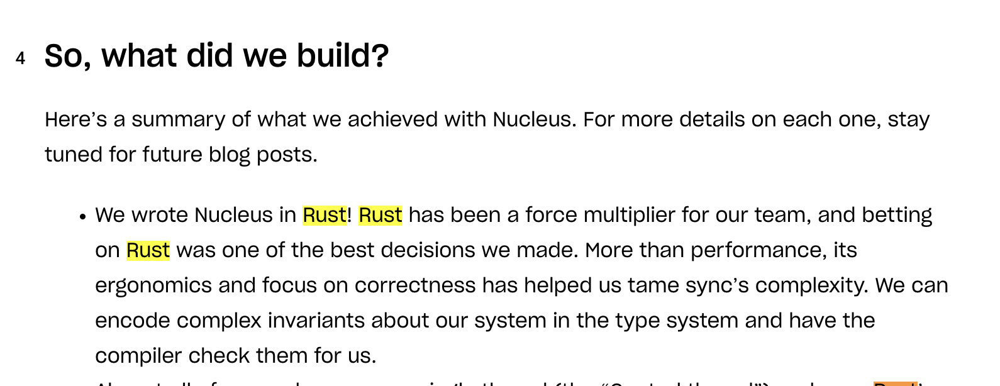 4 So, what did we build?
Here’s a summary of what we achieved with Nucleus. For more details on each one, stay
tuned for future blog posts.
• We wrote Nucleus in Rust! Rust has been a force multiplier for our team, and betting
on Rust was one of the best decisions we made. More than performance, its
ergonomics and focus on correctness has helped us tame sync’s complexity. We can
encode complex invariants about our system in the type system and have the
compiler check them for us.